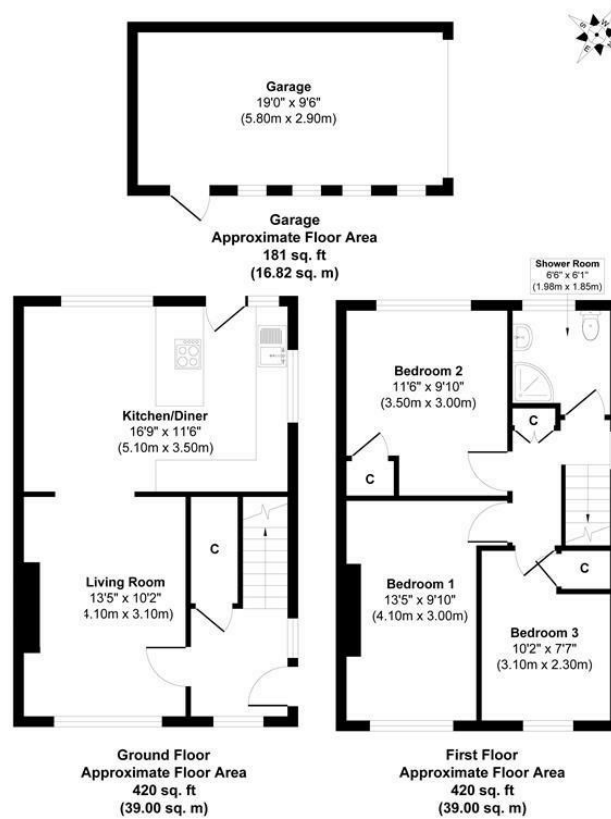 S
W
E
N
Garage
19'0" x 9'6"
(5.80m x 2.90m)
Garage
Approximate Floor Area
181 sq. ft
(16.82 sq. m)
Shower Room
6'6" x 6'1"
(1.98m x 1.85m)
Kitchen/Diner
16'9" x 11'6"
(5.10m x 3.50m)
C
Living Room
13'5" x 10'2"
4.10m x 3.10m)
Bedroom 2
11'6" x 9'10"
(3.50m x 3.00m)
C
C
Bedroom 1
13'5" x 9'10"
(4.10m x 3.00m)
C
Bedroom 3
10'2" x 7'7"
(3.10m x 2.30m)
Ground Floor
Approximate Floor Area
420 sq. ft
(39.00 sq. m)
First Floor
Approximate Floor Area
420 sq. ft
(39.00 sq. m)